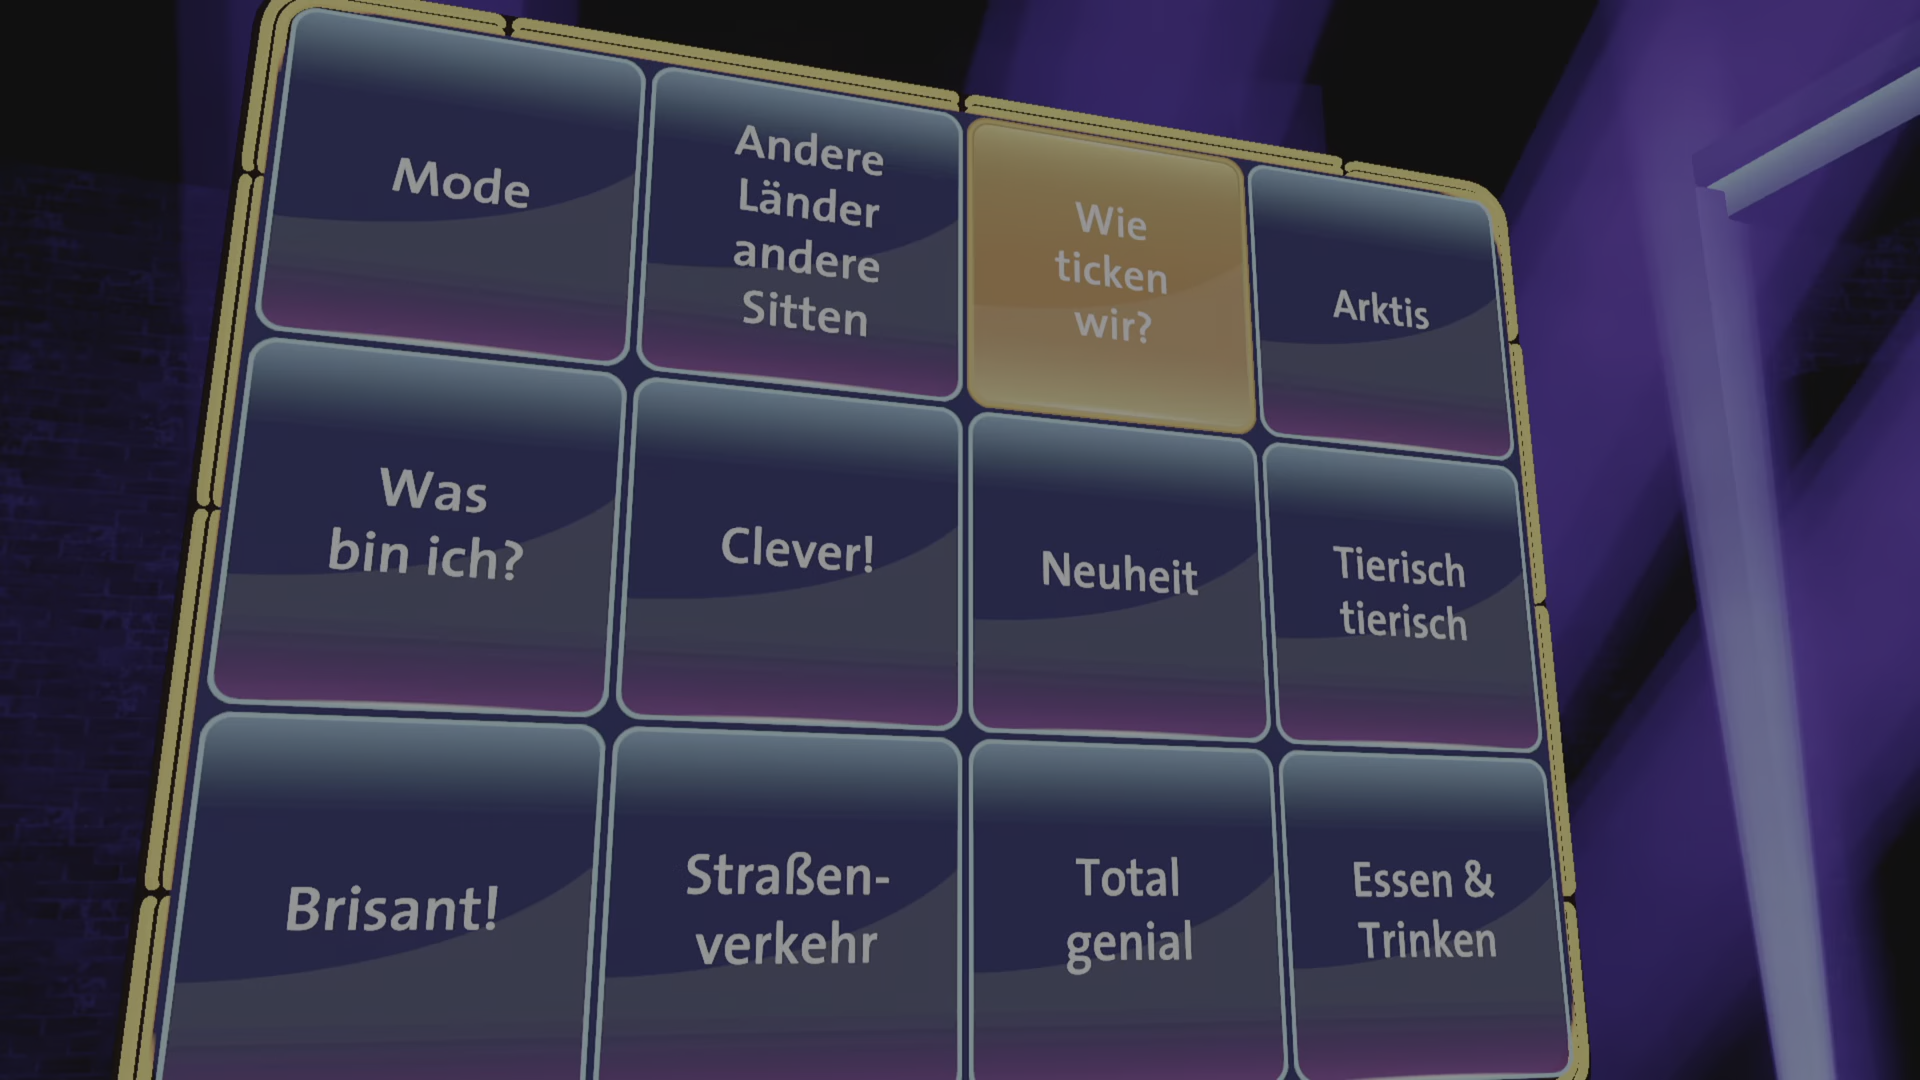 Mode
Andere
Länder
andere
Sitten
Wie
ticken
wir?
Arktis
Was
bin ich?
Clever!
Neuheit
Tierisch
tierisch
Brisant!
Straßen-
verkehr
Total
genial
Essen &
Trinken